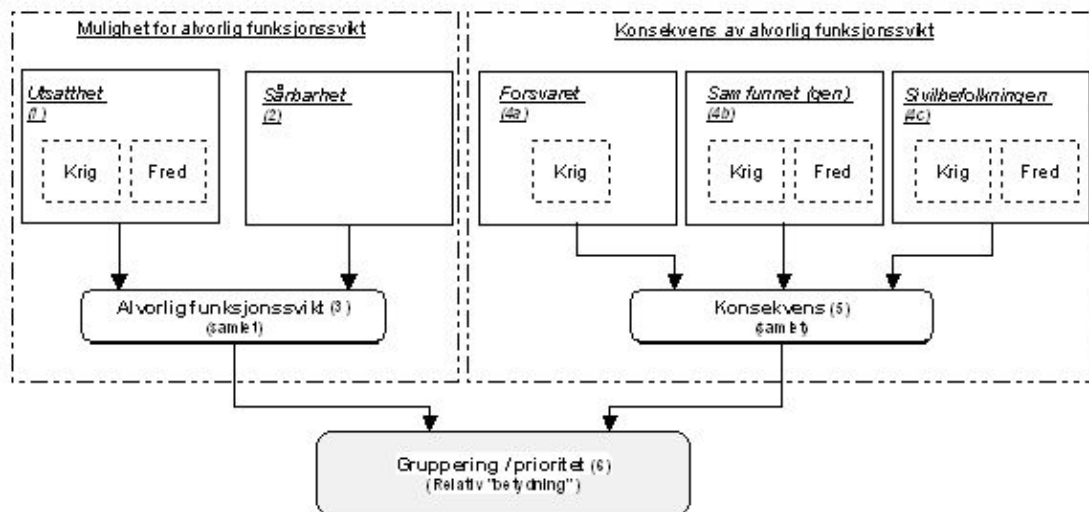 Mulighet for alvorlig funksjonssvikt
Utsatthet
(1)
Krig
Fred
Sårbarhet
(2)
Alvorlig funksjonssvikt (3)
(samlet)
Konsekvens av alvorlig funksjonssvikt
Forsvaret
(4a)
Krig
Samfunnet (gen)
(4b)
Krig
Fred
Sivilbefolkningen
(4c)
Krig
Fred
Konsekvens (5)
(samlet)
Gruppering / prioritet (6)
(Relativ "betydning")